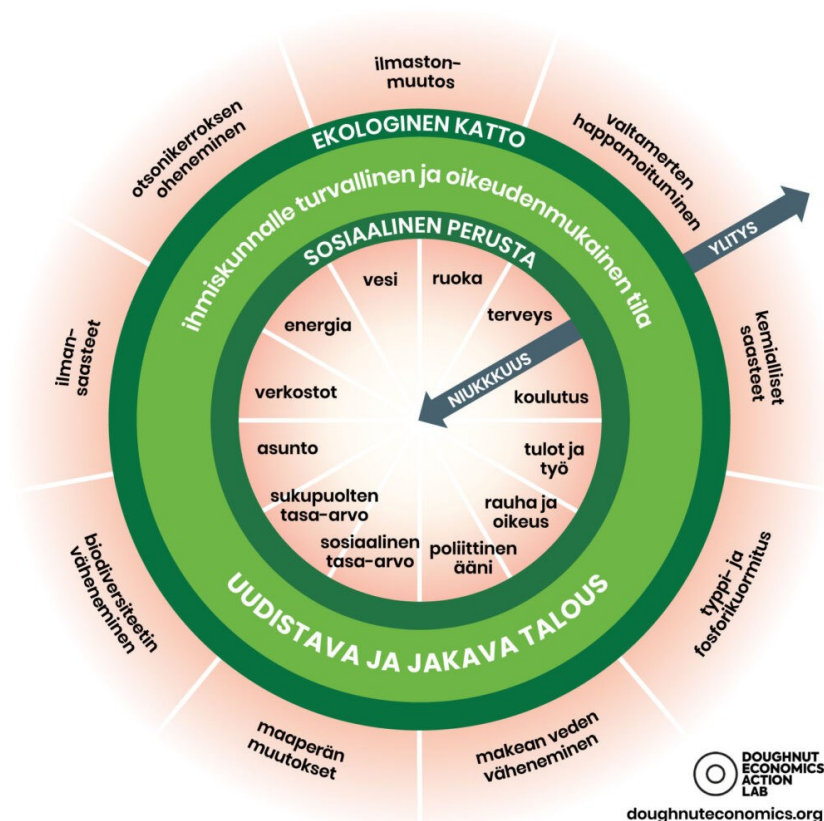 ilmaston-
muutos
valtamerten
happamoituminen
YLITYS
kemialliset
saasteet
typpi- ja
fosforikuormitus
makean veden
väheneminen
maaperän
muutokset
biodiversiteetin
väheneminen
ilman-
saasteet
otsonikerroksen
oheneminen
EKOLOGINEN KATTO
ihmiskunnalle turvallinen ja oikeudenmukainen tila
SOSIAALINEN PERUSTA
ruoka
terveys
NIUKKKUUS
koulutus
tulot ja
työ
rauha ja
oikeus
poliittinen
ääni
sosiaalinen
tasa-arvo
sukupuolten
tasa-arvo
asunto
verkostot
energia
vesi
UUDISTAVA JA JAKAVA TALOUS
DOUGHNUT
ECONOMICS
ACTION
LAB
doughnuteconomics.org